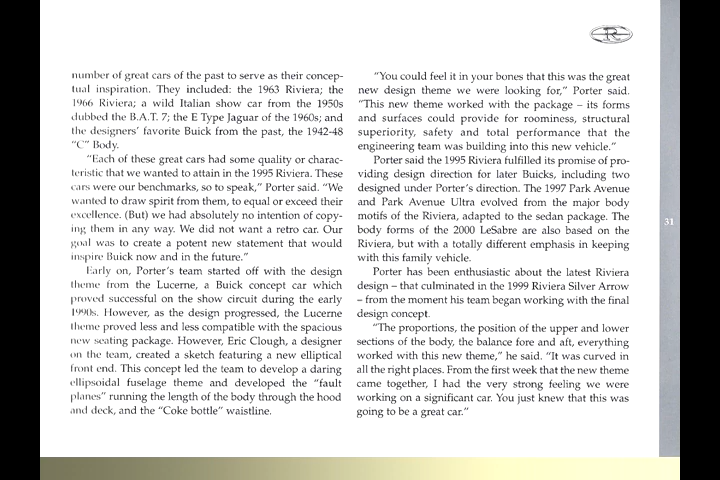 R
number of great cars of the past to serve as their concep-
tual inspiration. They included: the 1963 Riviera; the
1966 Riviera; a wild Italian show car from the 1950s
dubbed the B.A.T. 7; the E Type Jaguar of the 1960s; and
the designers' favorite Buick from the past, the 1942-48
"C" Body.
"Each of these great cars had some quality or charac-
teristic that we wanted to attain in the 1995 Riviera. These
cars were our benchmarks, so to speak," Porter said. "We
wanted to draw spirit from them, to equal or exceed their
excellence. (But) we had absolutely no intention of copy-
ing them in any way. We did not want a retro car. Our
goal was to create a potent new statement that would
inspire Buick now and in the future."
Early on, Porter's team started off with the design
theme from the Lucerne, a Buick concept car which
proved successful on the show circuit during the early
1990s. However, as the design progressed, the Lucerne
theme proved less and less compatible with the spacious
new seating package. However, Eric Clough, a designer
on the team, created a sketch featuring a new elliptical
front end. This concept led the team to develop a daring
ellipsoidal fuselage theme and developed the "fault
planes" running the length of the body through the hood
and deck, and the "Coke bottle" waistline.
"You could feel it in your bones that this was the great
new design theme we were looking for," Porter said.
"This new theme worked with the package – its forms
and surfaces could provide for roominess, structural
superiority, safety and total performance that the
engineering team was building into this new vehicle."
Porter said the 1995 Riviera fulfilled its promise of pro-
viding design direction for later Buicks, including two
designed under Porter's direction. The 1997 Park Avenue
and Park Avenue Ultra evolved from the major body
motifs of the Riviera, adapted to the sedan package. The
body forms of the 2000 LeSabre are also based on the
Riviera, but with a totally different emphasis in keeping
with this family vehicle.
Porter has been enthusiastic about the latest Riviera
design – that culminated in the 1999 Riviera Silver Arrow
– from the moment his team began working with the final
design concept.
"The proportions, the position of the upper and lower
sections of the body, the balance fore and aft, everything
worked with this new theme," he said. "It was curved in
all the right places. From the first week that the new theme
came together, I had the very strong feeling we were
working on a significant car. You just knew that this was
going to be a great car."
31